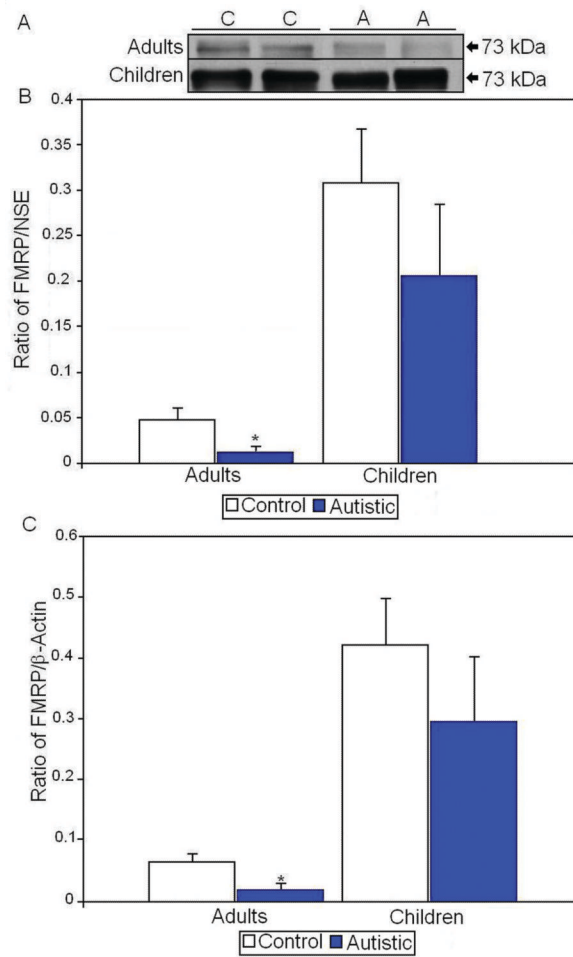 A
C C A A
Adults 73 kDa
Children 73 kDa
B
0.4
0.35
0.3
0.25
0.2
0.15
0.1
0.05
0
Ratio of FMRP/NSE
*
Adults Children
Control Autistic
C
0.6
0.5
0.4
0.3
0.1
0.1
0
Ratio of FMRP/β-Actin
*
Adults Children
Control Autistic